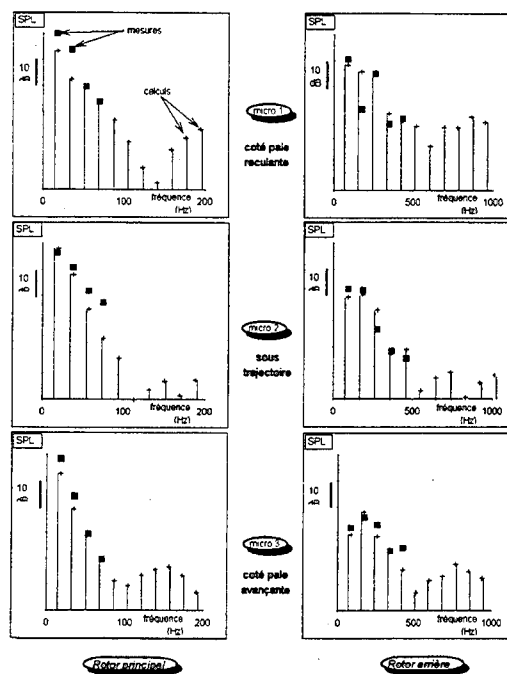 SPL
mesures
10
dB
calculs
0
100
200
fréquence
(Hz)
micro 1
coté pale
reculante
SPL
10
dB
0
500
1000
fréquence
(Hz)
SPL
10
dB
0
100
200
fréquence
(Hz)
micro 2
sous
trajectoire
SPL
10
dB
0
500
1000
fréquence
(Hz)
SPL
10
dB
0
100
200
fréquence
(Hz)
micro 3
coté pale
avançante
SPL
10
dB
0
500
1000
fréquence
(Hz)
Rotor principal
Rotor arrière